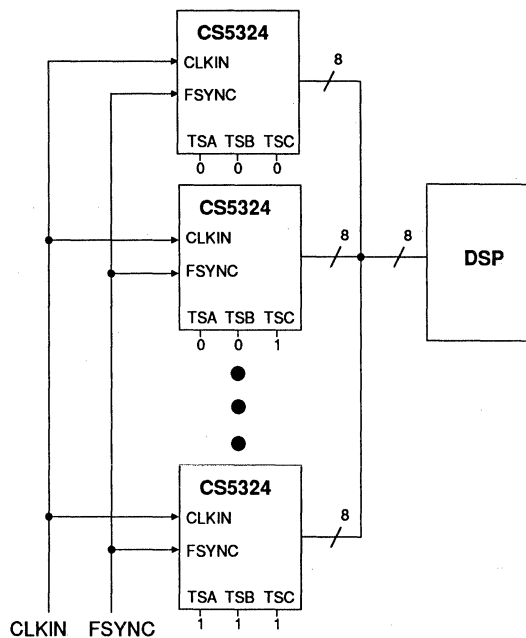 CS5324
CLKIN
FSYNC
TSA TSB TSC
0 0 0
8
CS5324
CLKIN
FSYNC
TSA TSB TSC
0 0 1
8
8
DSP
CS5324
CLKIN
FSYNC
TSA TSB TSC
1 1 1
8
CLKIN FSYNC